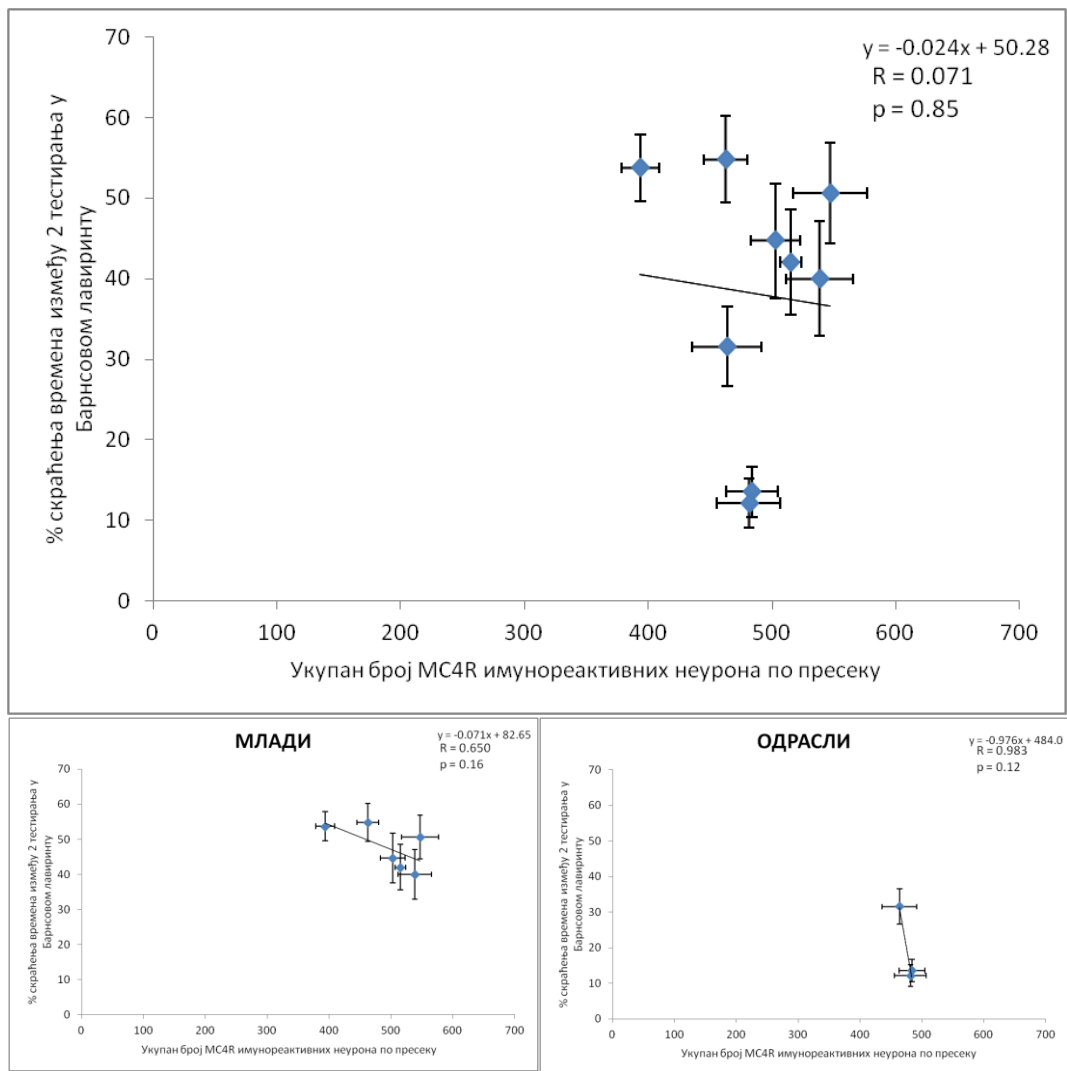 y = -0.024x + 50.28
R = 0.071
p = 0.85
% скраћења времена између 2 тестирања у
Барнсовом лавиринту
70
60
50
40
30
20
10
0
0 100 200 300 400 500 600 700
Укупан број MC4R имунореактивних неурона по пресеку
МЛАДИ
y = -0.071x + 82.65
R = 0.650
p = 0.16
% скраћења времена између 2 тестирања у
Барнсовом лавиринту
70
60
50
40
30
20
10
0
0 100 200 300 400 500 600 700
Укупан број MC4R имунореактивних неурона по пресеку
ОДРАСЛИ
y = -0.976x + 484.0
R = 0.983
p = 0.12
% скраћења времена између 2 тестирања у
Барнсовом лавиринту
70
60
50
40
30
20
10
0
0 100 200 300 400 500 600 700
Укупан број MC4R имунореактивних неурона по пресеку